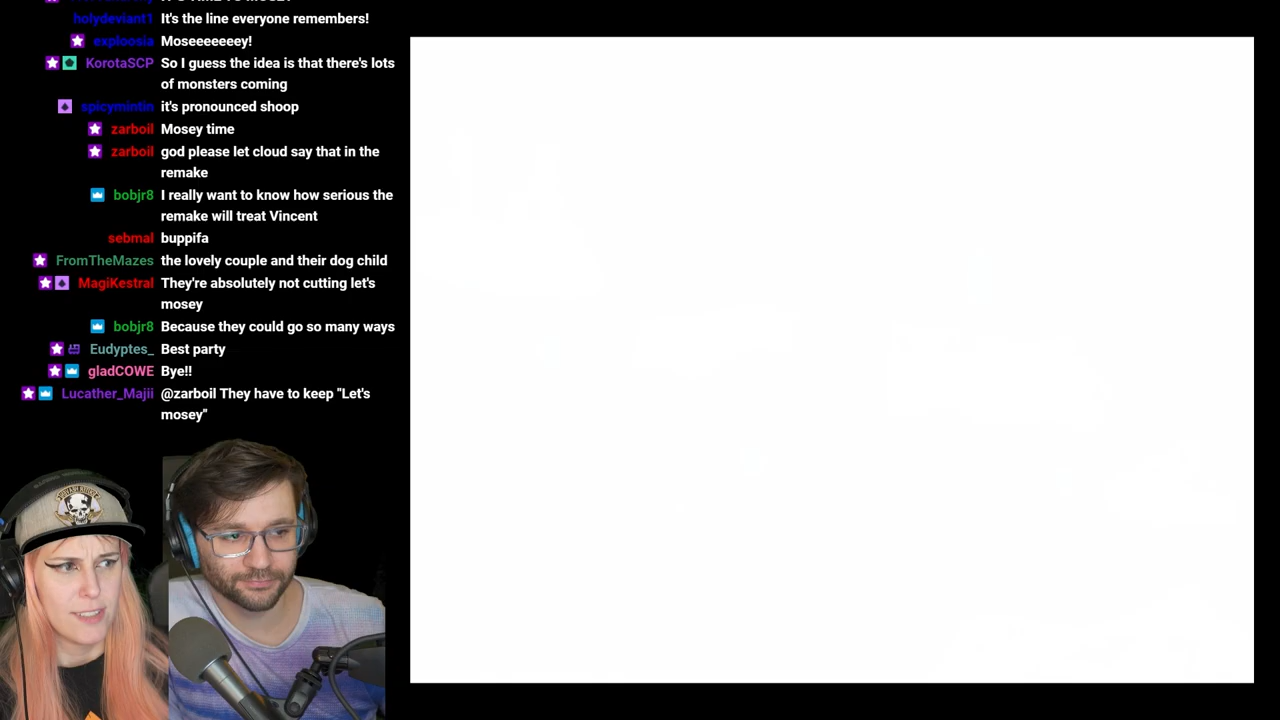 holydeviant1 It's the line everyone remembers!
exploosia Moseeeeeey!
KorotaSCP So I guess the idea is that there's lots
of monsters coming
spicymintin it's pronounced shoop
zarboil Mosey time
zarboil god please let cloud say that in the
remake
bobjr8 I really want to know how serious the
remake will treat Vincent
sebmal buppifa
FromTheMazes the lovely couple and their dog child
MagiKestral They're absolutely not cutting let's
mosey
bobjr8 Because they could go so many ways
Eudyptes_ Best party
gladCOWE Bye!!
Lucather_Majii @zarboil They have to keep "Let's
mosey"